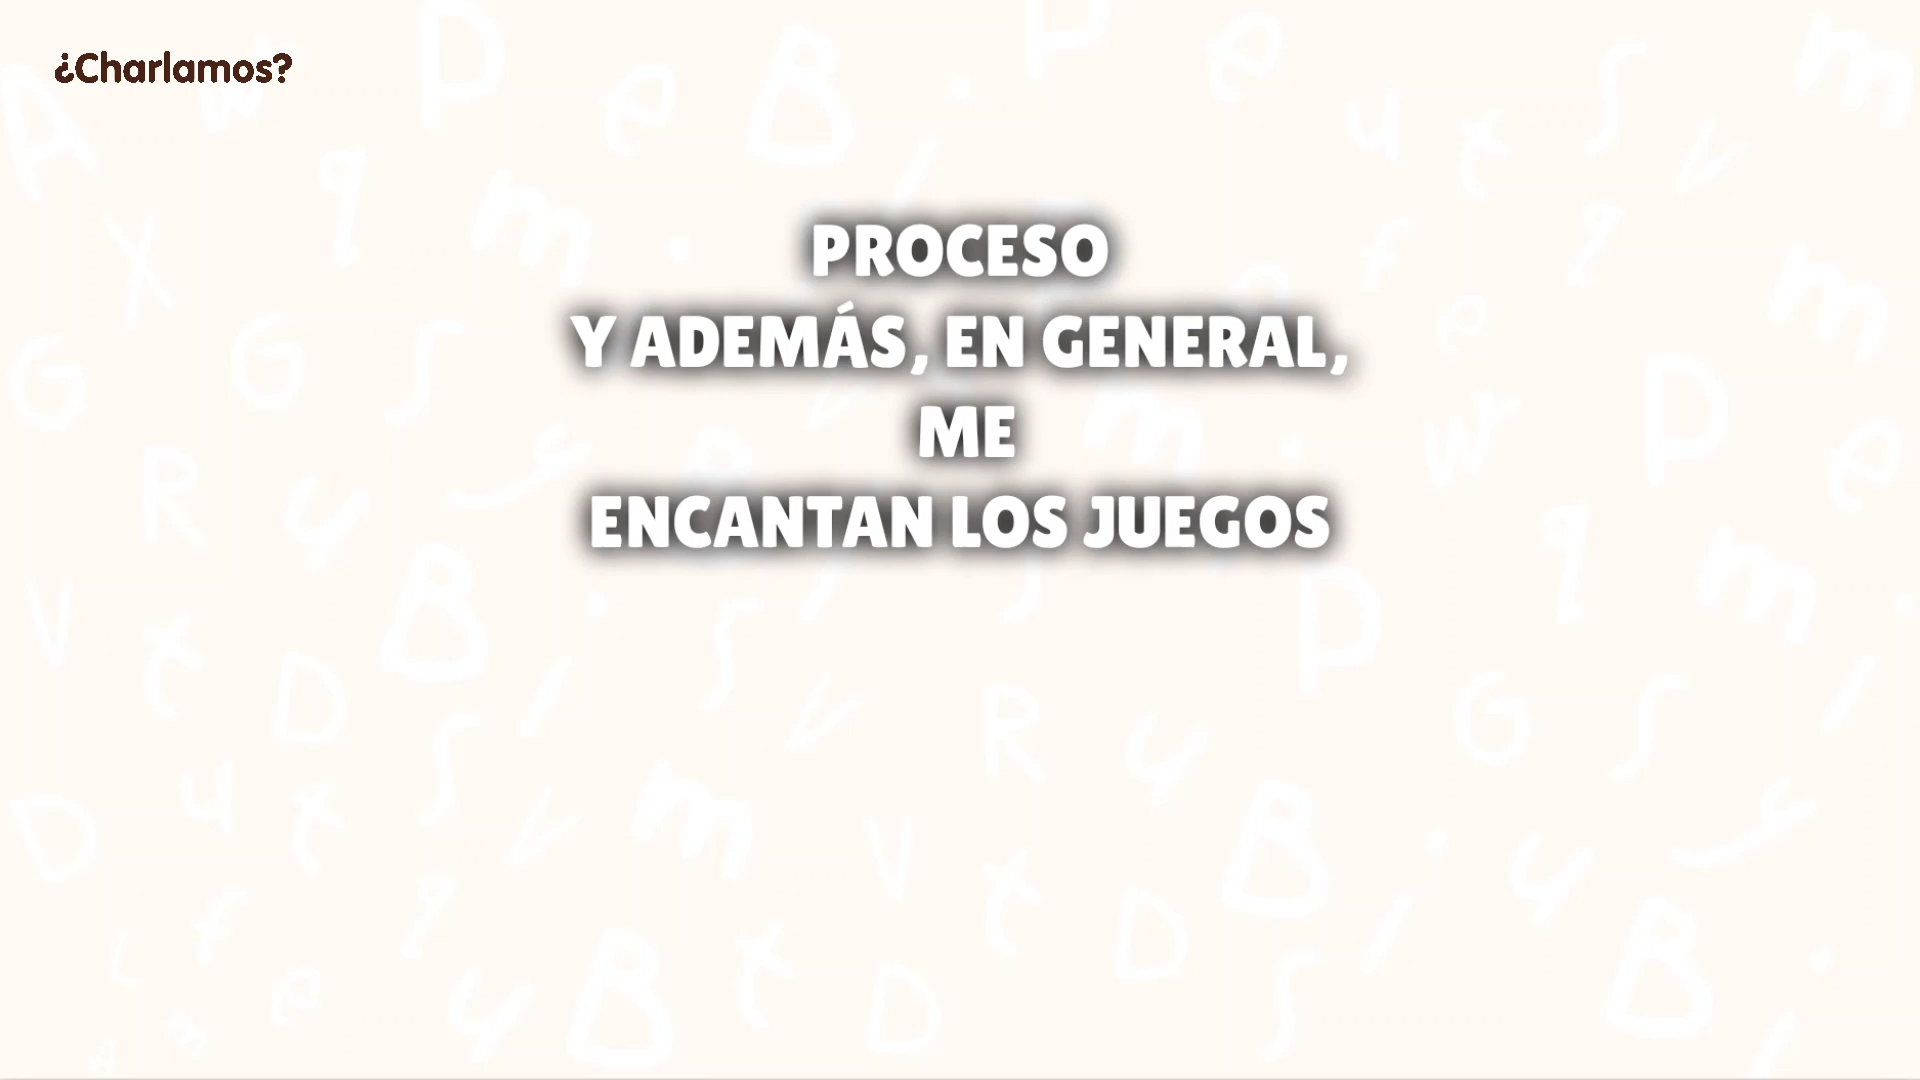 ¿Charlamos?
PROCESO
Y ADEMÁS, EN GENERAL,
ME
ENCANTAN LOS JUEGOS